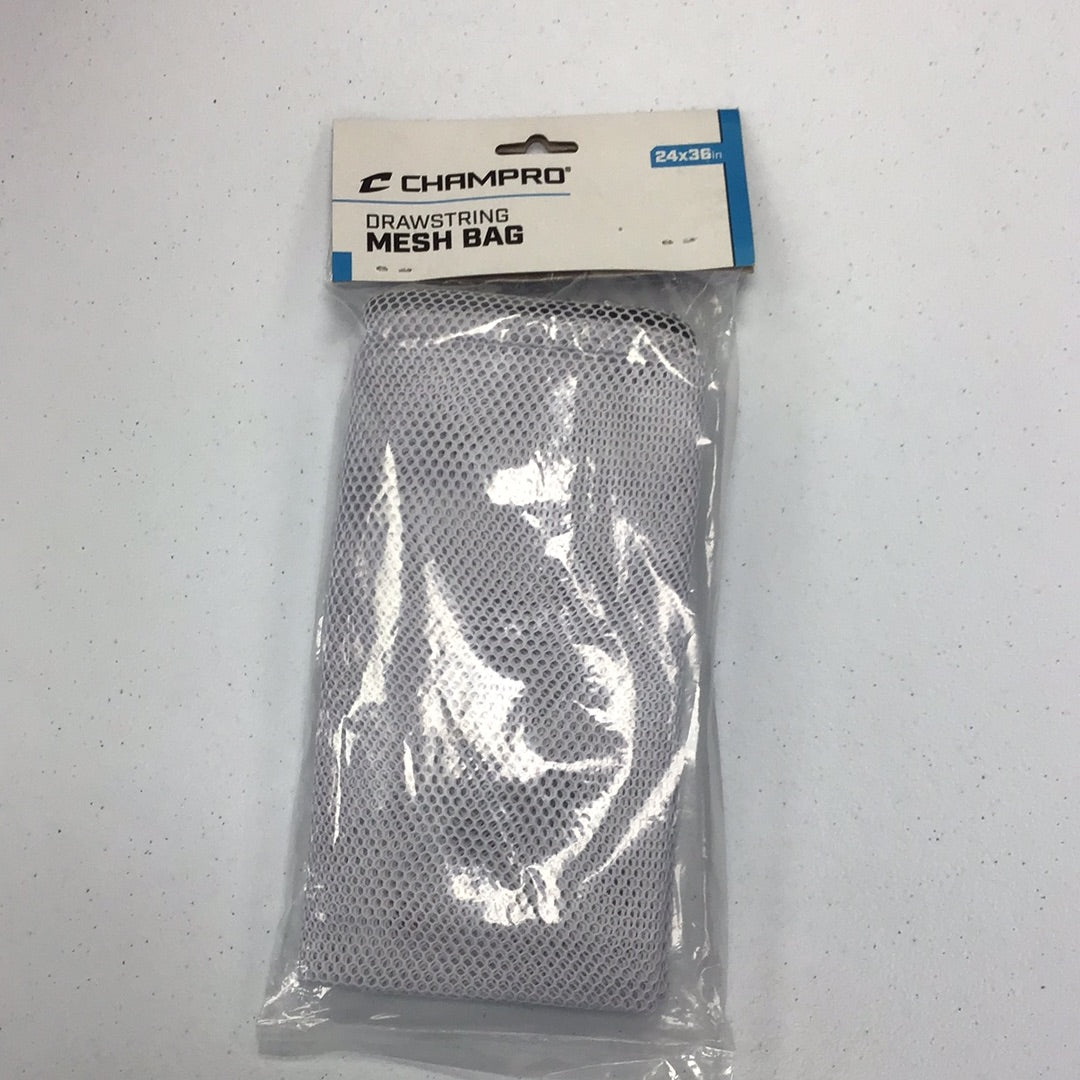 CHAMPRO®
24x36in
DRAWSTRING
MESH BAG